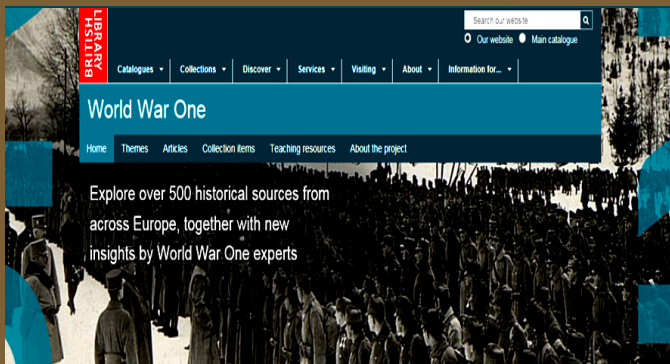 LIBRARY
BRITISH
Search our website
Our website Main catalogue
Catalogues Collections Discover Services Visiting About Information for...
World War One
Home Themes Articles Collection items Teaching resources About the project
Explore over 500 historical sources from
across Europe, together with new
insights by World War One experts